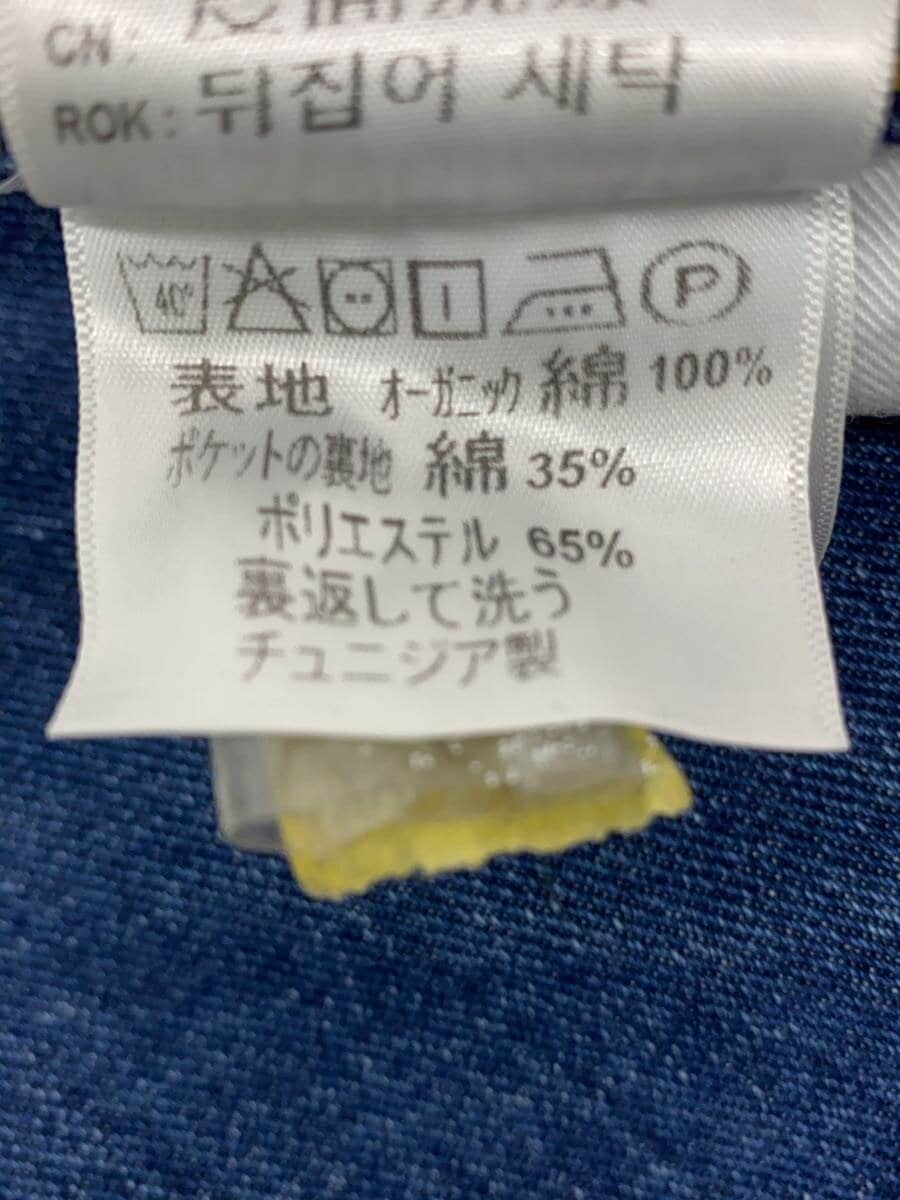 CN:
ROK: 뒤집어 세탁
40°
P
表地 オーガニック 綿 100%
ポケットの裏地 綿 35%
ポリエステル 65%
裏返して洗う
チュニジア製